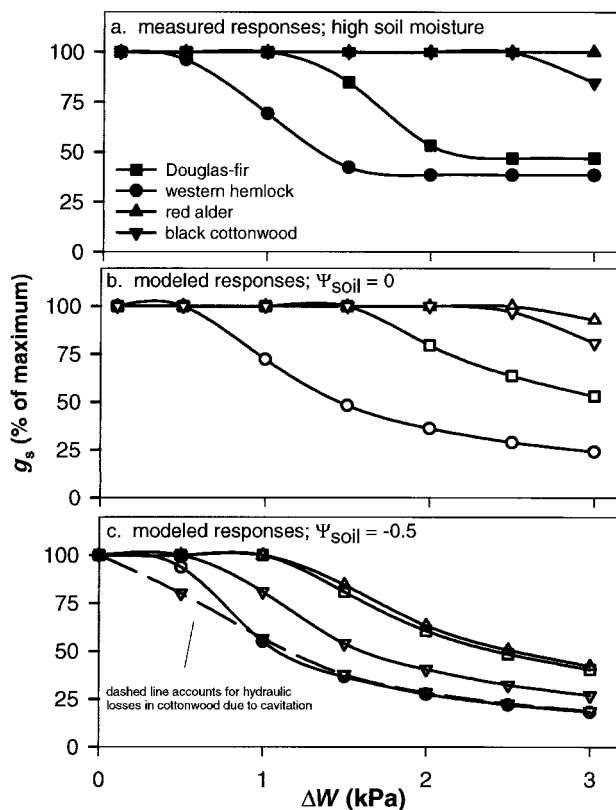 a. measured responses; high soil moisture
100
75
50
25
0
Douglas-fir
western hemlock
red alder
black cottonwood
b. modeled responses; Ψsoil = 0
100
75
50
25
0
gs (% of maximum)
c. modeled responses; Ψsoil = -0.5
100
75
50
25
0
dashed line accounts for hydraulic
losses in cottonwood due to cavitation
0 1 2 3
ΔW (kPa)